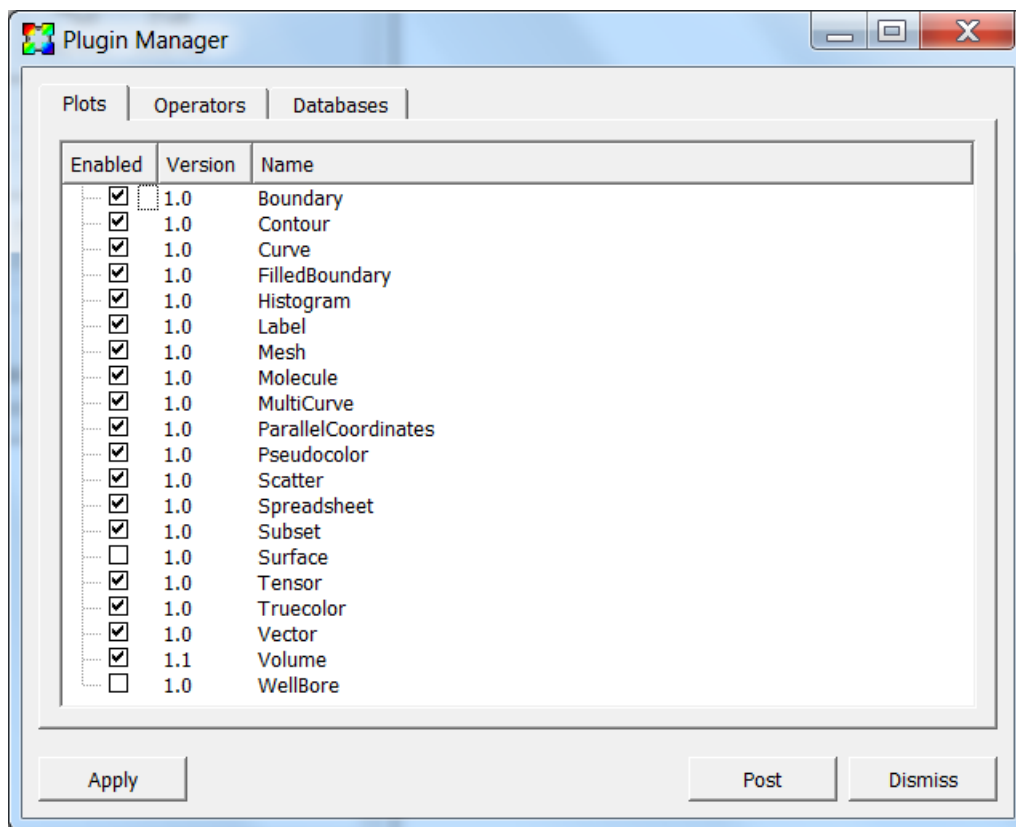 Plugin Manager
Plots Operators Databases
Enabled Version Name
1.0 Boundary
1.0 Contour
1.0 Curve
1.0 FilledBoundary
1.0 Histogram
1.0 Label
1.0 Mesh
1.0 Molecule
1.0 MultiCurve
1.0 ParallelCoordinates
1.0 Pseudocolor
1.0 Scatter
1.0 Spreadsheet
1.0 Subset
1.0 Surface
1.0 Tensor
1.0 Truecolor
1.0 Vector
1.1 Volume
1.0 WellBore
Apply Post Dismiss